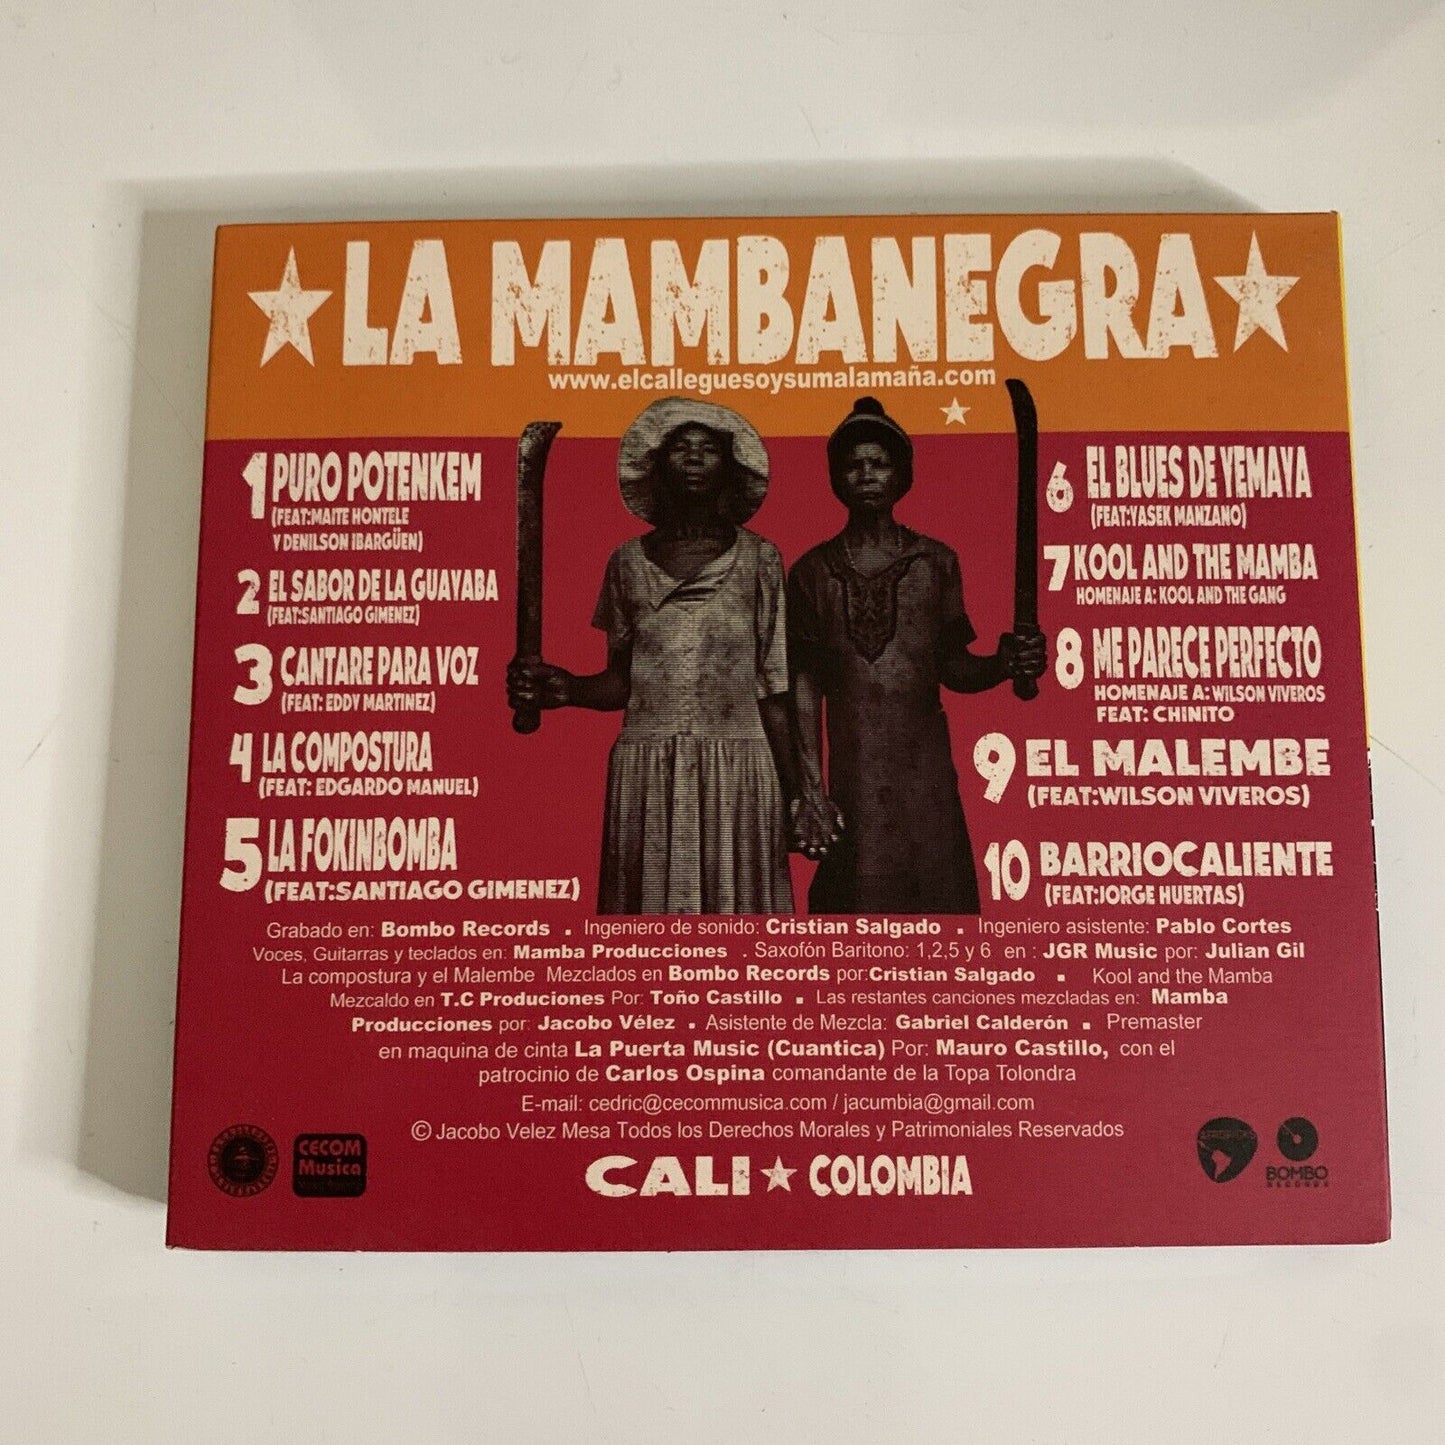 LA MAMBANEGRA
www.elcalleguesoysumalamaña.com
1 PURO POTENKEM
(FEAT:MAITE HONTELE
Y DENILSON IBARGÜEN)
2 EL SABOR DE LA GUAYABA
(FEAT:SANTIAGO GIMENEZ)
3 CANTARE PARA VOZ
(FEAT: EDDY MARTINEZ)
4 LA COMPOSTURA
(FEAT: EDGARDO MANUEL)
5 LA FOKINBOMBA
(FEAT:SANTIAGO GIMENEZ)
6 EL BLUES DE YEMAYA
(FEAT:YASEK MANZANO)
7 KOOL AND THE MAMBA
HOMENAJE A: KOOL AND THE GANG
8 ME PARECE PERFECTO
HOMENAJE A: WILSON VIVEROS
FEAT: CHINITO
9 EL MALEMBE
(FEAT:WILSON VIVEROS)
10 BARRIOCALIENTE
(FEAT:JORGE HUERTAS)
Grabado en: Bombo Records . Ingeniero de sonido: Cristian Salgado . Ingeniero asistente: Pablo Cortes
Voces, Guitarras y teclados en: Mamba Producciones . Saxofón Baritono: 1,2,5 y 6 en : JGR Music por: Julian Gil
La compostura y el Malembe Mezclados en Bombo Records por:Cristian Salgado . Kool and the Mamba
Mezcaldo en T.C Produciones Por: Toño Castillo . Las restantes canciones mezcladas en: Mamba
Producciones por: Jacobo Vélez . Asistente de Mezcla: Gabriel Calderón . Premaster
en maquina de cinta La Puerta Music (Cuantica) Por: Mauro Castillo, con el
patrocinio de Carlos Ospina comandante de la Topa Tolondra
E-mail: cedric@cecommusica.com / jacumbia@gmail.com
© Jacobo Velez Mesa Todos los Derechos Morales y Patrimoniales Reservados
CECOM
Musica
CALI ★ COLOMBIA
BOMBO
RECORDS